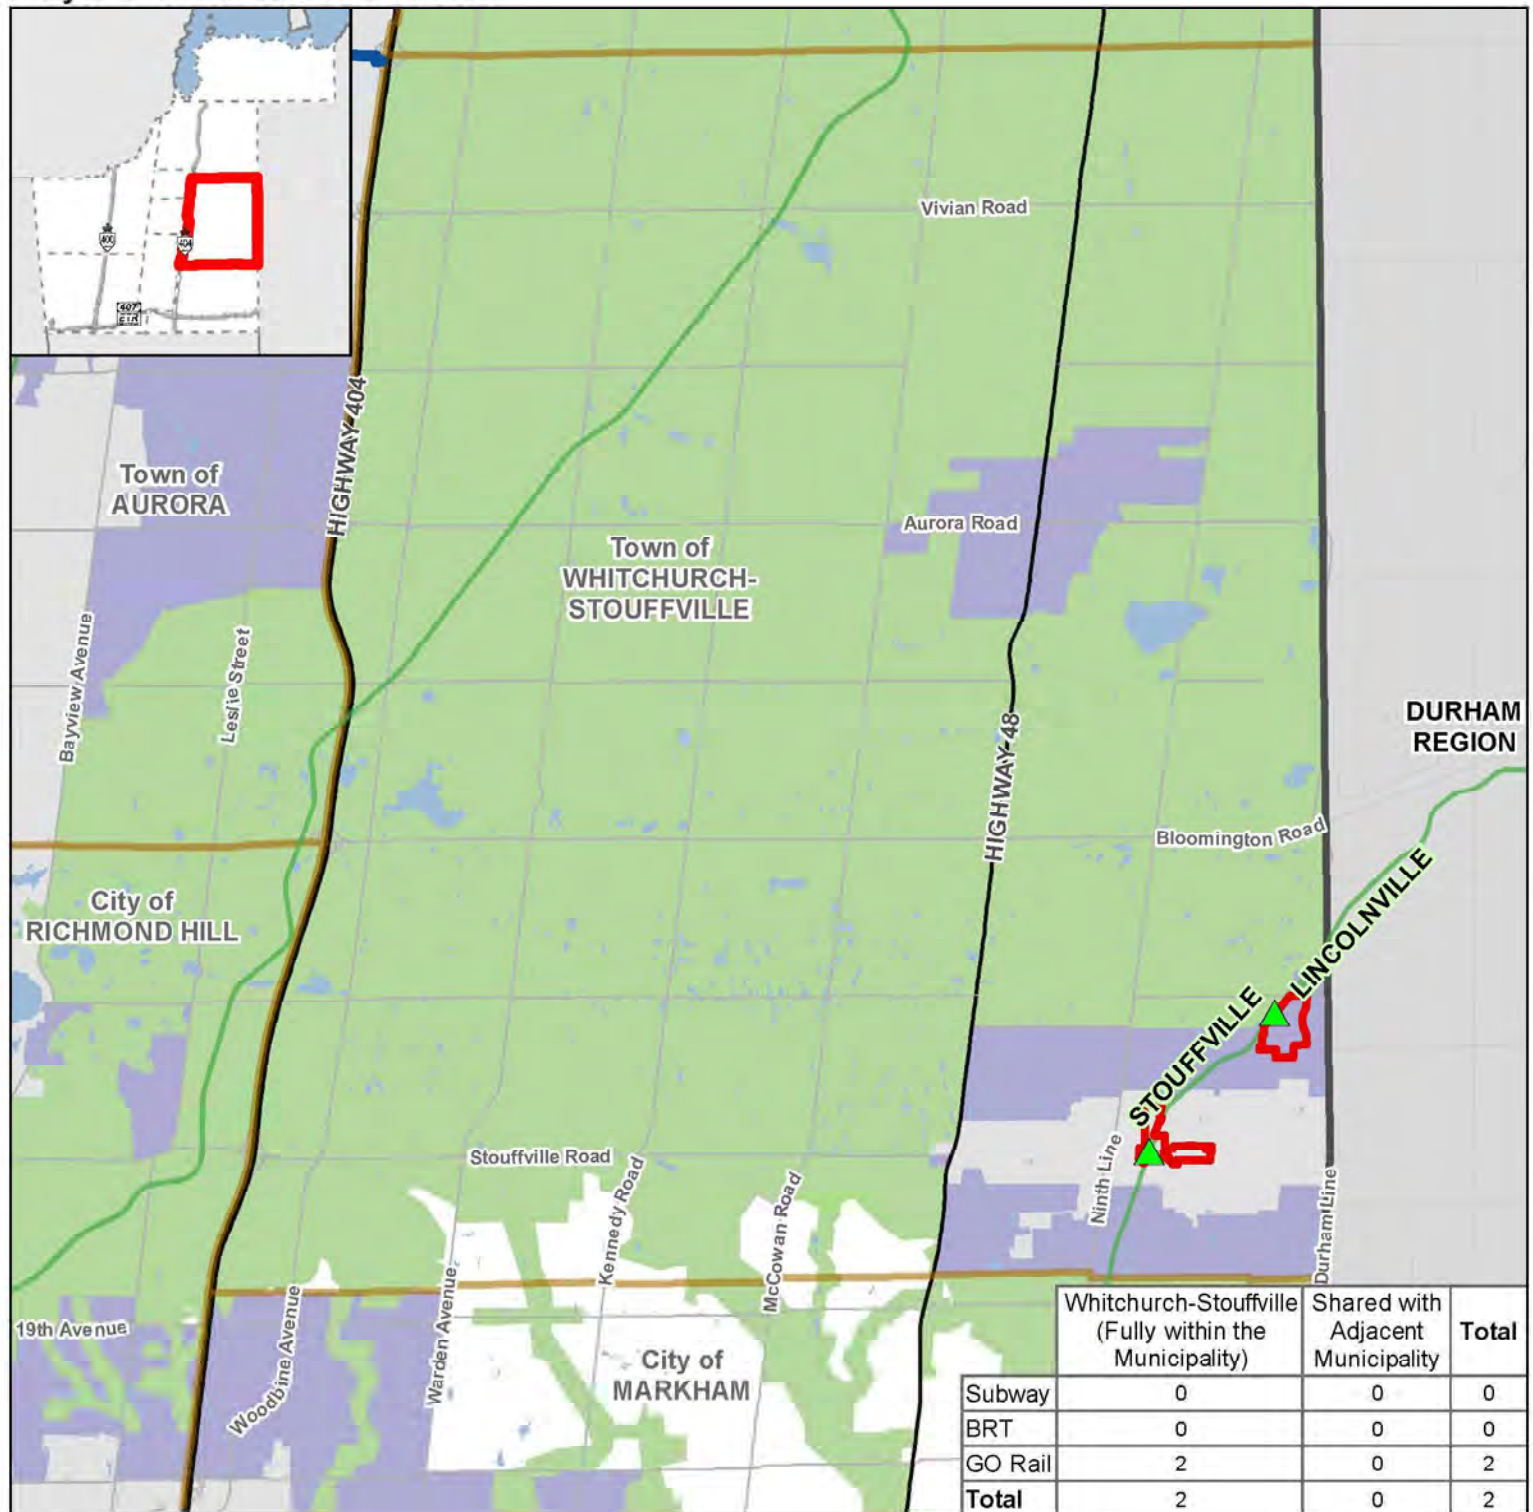 400
404
407
ETR
Vivian Road
HIGHWAY 404
Town of
AURORA
Aurora Road
Town of
WHITCHURCH-
STOUFFVILLE
Bayview Avenue
Leslie Street
DURHAM
REGION
HIGHWAY 48
Bloomington Road
LINCOLNVILLE
City of
RICHMOND HILL
STOUFFVILLE
Stouffville Road
Kennedy Road
McCowan Road
Ninth Line
Durham Line
19th Avenue
Woodbine Avenue
Warden Avenue
City of
MARKHAM
Whitchurch-Stouffville Shared with
(Fully within the Adjacent Total
Municipality) Municipality
Subway 0 0 0
BRT 0 0 0
GO Rail 2 0 2
Total 2 0 2